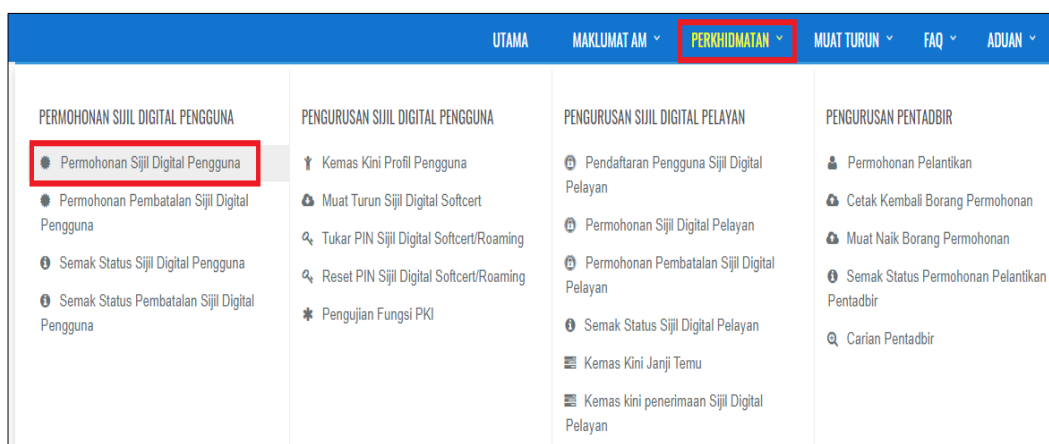 UTAMA MAKLUMAT AM PERKHIDMATAN MUAT TURUN FAQ ADUAN
PERMOHONAN SIJIL DIGITAL PENGGUNA
Permohonan Sijil Digital Pengguna
Permohonan Pembatalan Sijil Digital
Pengguna
Semak Status Sijil Digital Pengguna
Semak Status Pembatalan Sijil Digital
Pengguna
PENGURUSAN SIJIL DIGITAL PENGGUNA
Kemas Kini Profil Pengguna
Muat Turun Sijil Digital Softcert
Tukar PIN Sijil Digital Softcert/Roaming
Reset PIN Sijil Digital Softcert/Roaming
Pengujian Fungsi PKI
PENGURUSAN SIJIL DIGITAL PELAYAN
Pendaftaran Pengguna Sijil Digital
Pelayan
Permohonan Sijil Digital Pelayan
Permohonan Pembatalan Sijil Digital
Pelayan
Semak Status Sijil Digital Pelayan
Kemas Kini Janji Temu
Kemas kini penerimaan Sijil Digital
Pelayan
PENGURUSAN PENTADBIR
Permohonan Pelantikan
Cetak Kembali Borang Permohonan
Muat Naik Borang Permohonan
Semak Status Permohonan Pelantikan
Pentadbir
Carian Pentadbir